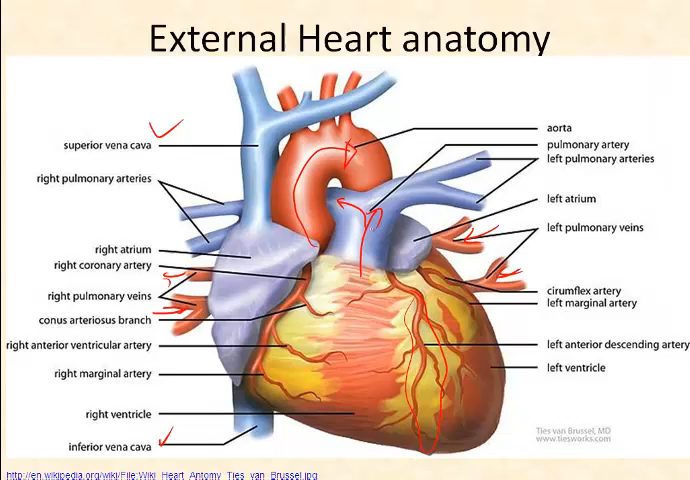 External Heart anatomy
superior vena cava
right pulmonary arteries
right atrium
right coronary artery
right pulmonary veins
conus arteriosus branch
right anterior ventricular artery
right marginal artery
right ventricle
inferior vena cava
aorta
pulmonary artery
left pulmonary arteries
left atrium
left pulmonary veins
cirumflex artery
left marginal artery
left anterior descending artery
left ventricle
Ties van Brussel, MD
www.tiesworks.com
http://en.wikipedia.org/wiki/File:Wiki_Heart_Antomy_Ties_van_Brussel.jpg